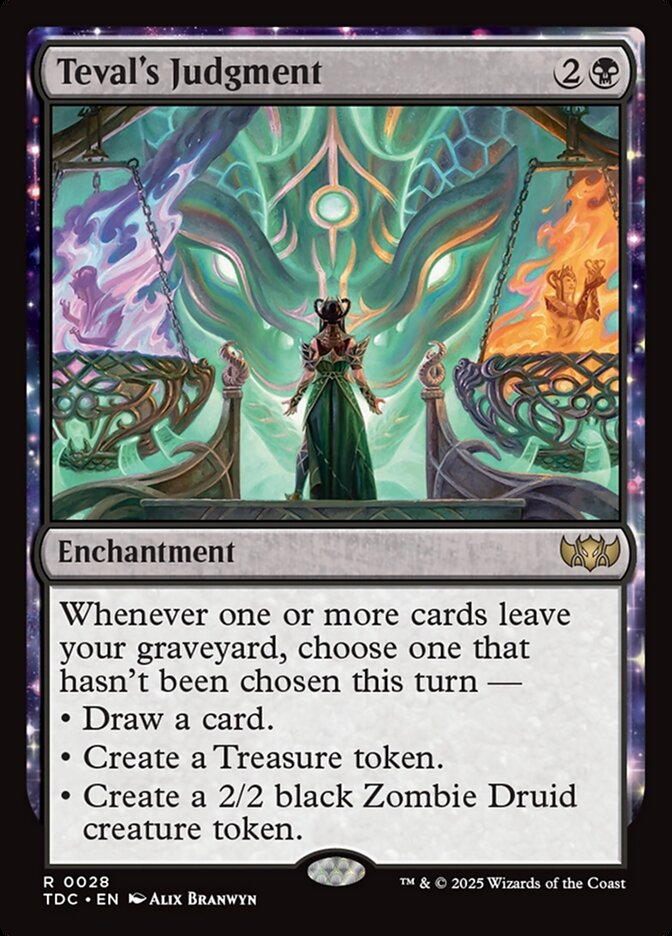 Teval's Judgment 2
Enchantment
Whenever one or more cards leave
your graveyard, choose one that
hasn't been chosen this turn —
• Draw a card.
• Create a Treasure token.
• Create a 2/2 black Zombie Druid
creature token.
R 0028
TDC • EN Alix Branwyn
™ & © 2025 Wizards of the Coast